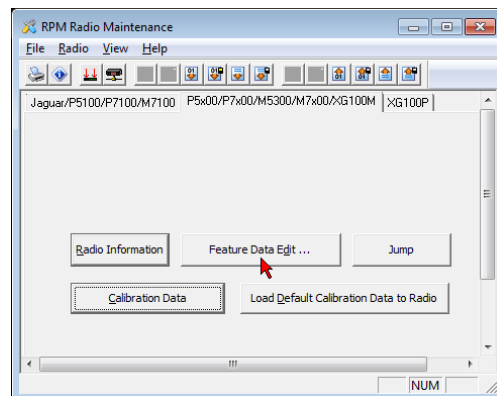 RPM Radio Maintenance
File Radio View Help
Jaguar/P5100/P7100/M7100 P5x00/P7x00/M5300/M7x00/XG100M XG100P
Radio Information Feature Data Edit ... Jump
Calibration Data Load Default Calibration Data to Radio
NUM